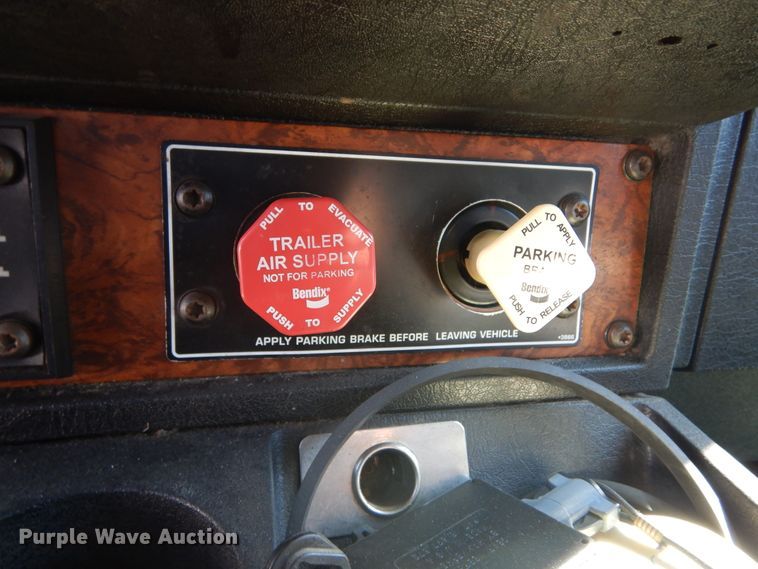 PULL TO EVACUATE
TRAILER
AIR SUPPLY
NOT FOR PARKING
Bendix
PUSH TO SUPPLY
PULL TO APPLY
PARKING
Bendix
PUSH TO RELEASE
APPLY PARKING BRAKE BEFORE LEAVING VEHICLE
Purple Wave Auction